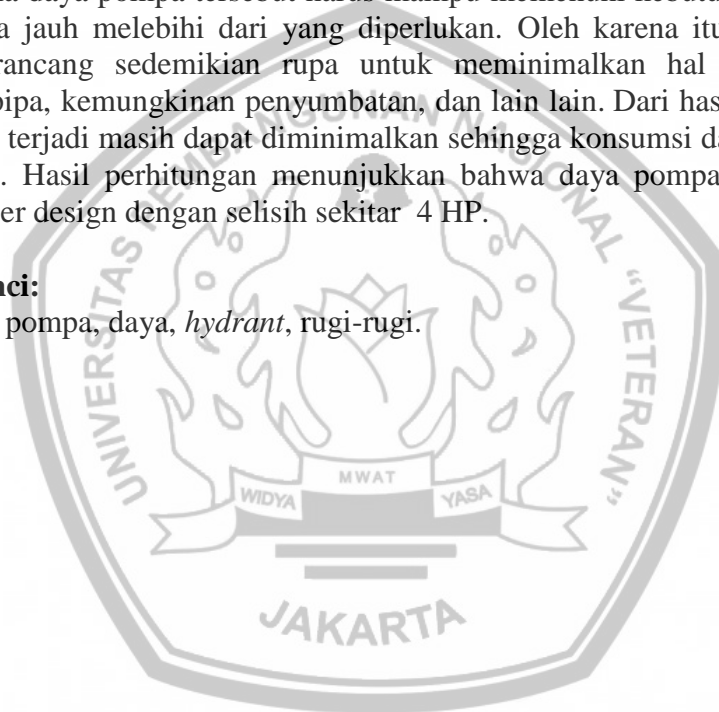 a daya pompa tersebut harus mampu memenuhi
a jauh melebihi dari yang diperlukan. Oleh karena itu
rancang sedemikian rupa untuk meminimalkan hal
pipa, kemungkinan penyumbatan, dan lain lain. Dari has
terjadi masih dapat diminimalkan sehingga konsumsi da
. Hasil perhitungan menunjukkan bahwa daya pompa
er design dengan selisih sekitar 4 HP.
nci:
pompa, daya, hydrant, rugi-rugi.
UNIVERSITAS PEMBANGUNAN NASIONAL “VETERAN”
MWAT
WIDYA YASA
JAKARTA